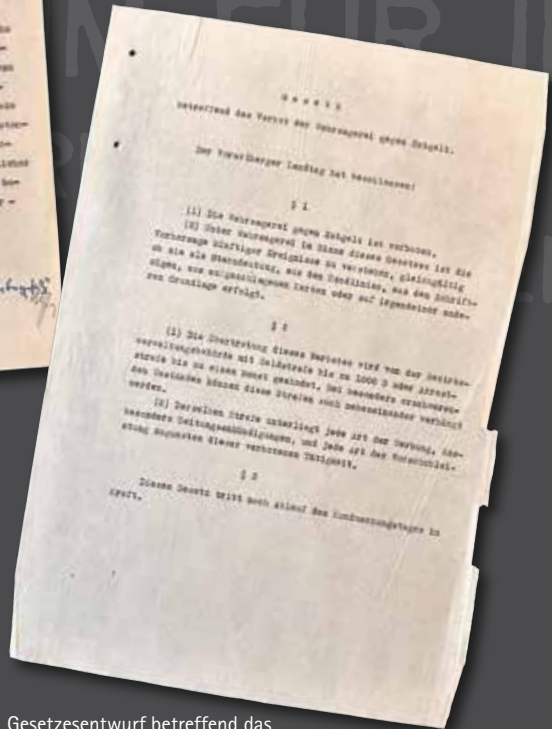 Gesetz
betreffend das Verbot der Wahrsagerei gegen Entgelt.
Der Vorarlberger Landtag hat beschlossen:
§ 1
(1) Die Wahrsagerei gegen Entgelt ist verboten.
(2) Unter Wahrsagerei im Sinne dieses Gesetzes ist die
Vorhersage künftiger Ereignisse zu verstehen, gleichgültig
ob sie als Sterndeutung, aus den Handlinien, aus den Schrift-
zügen, aus aufgeschlagenen Karten oder auf irgendeiner ande-
ren Grundlage erfolgt.
§ 2
(1) Die Übertretung dieses Verbotes wird von der Bezirks-
verwaltungsbehörde mit Geldstrafe bis zu 1000 S oder Arrest-
strafe bis zu einem Monat geahndet. Bei besonders erschweren-
den Umständen können diese Strafen auch nebeneinander verhängt
werden.
(2) Derselben Strafe unterliegt jede Art der Werbung, ins-
besondere Zeitungsankündigungen, und jede Art der Vorschublei-
stung zugunsten dieser verbotenen Tätigkeit.
§ 3
Dieses Gesetz tritt nach Ablauf des Kundmachungstages in
Kraft.
Gesetzesentwurf betreffend das